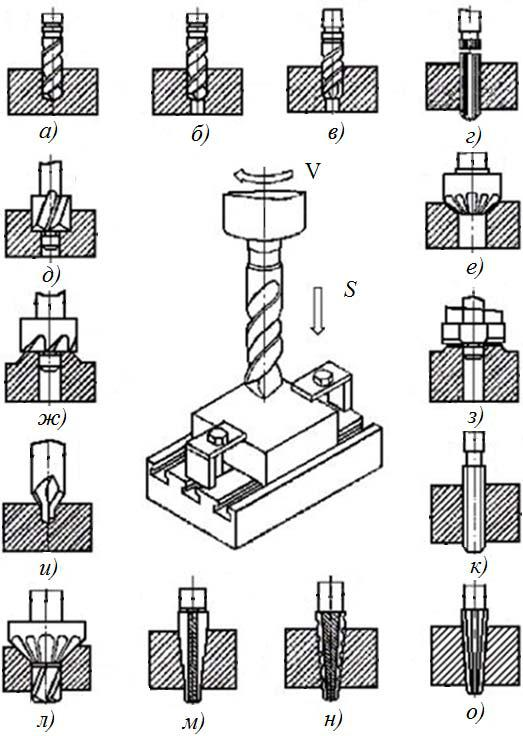 а) б) в) г)
V
д) е)
S
ж) з)
и) к)
л) м) н) о)